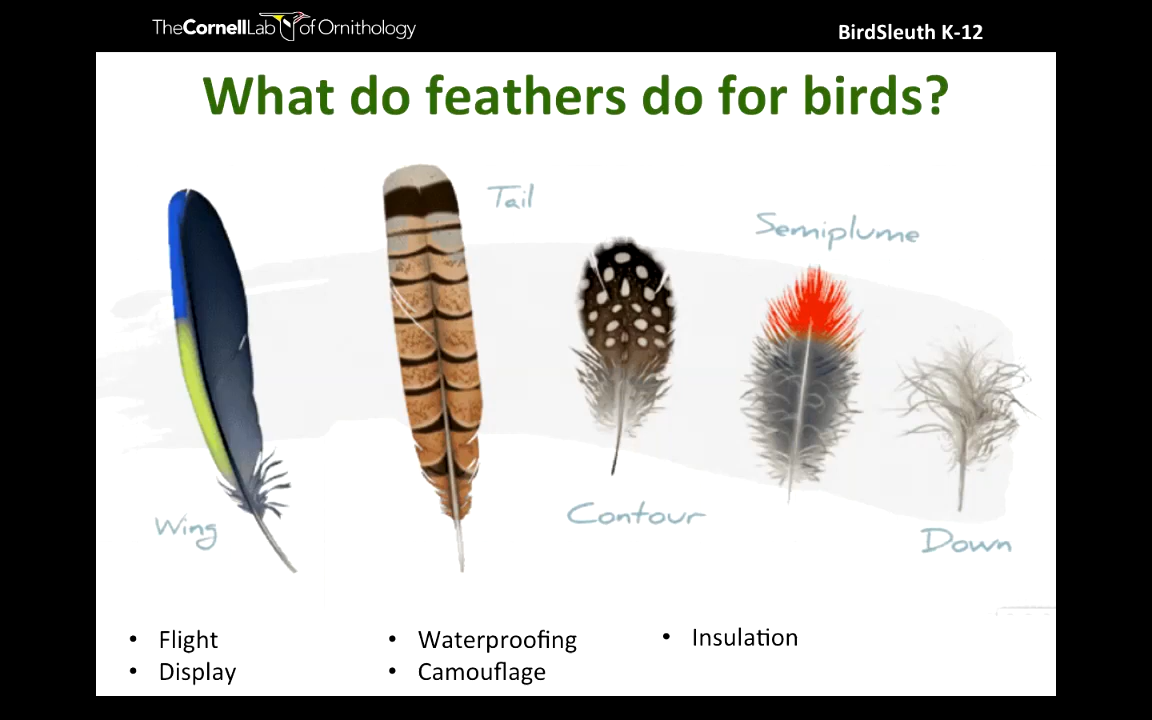 TheCornellLab of Ornithology
BirdSleuth K-12
What do feathers do for birds?
Tail
Semiplume
Wing
Contour
Down
• Flight
• Display
• Waterproofing
• Camouflage
• Insulation